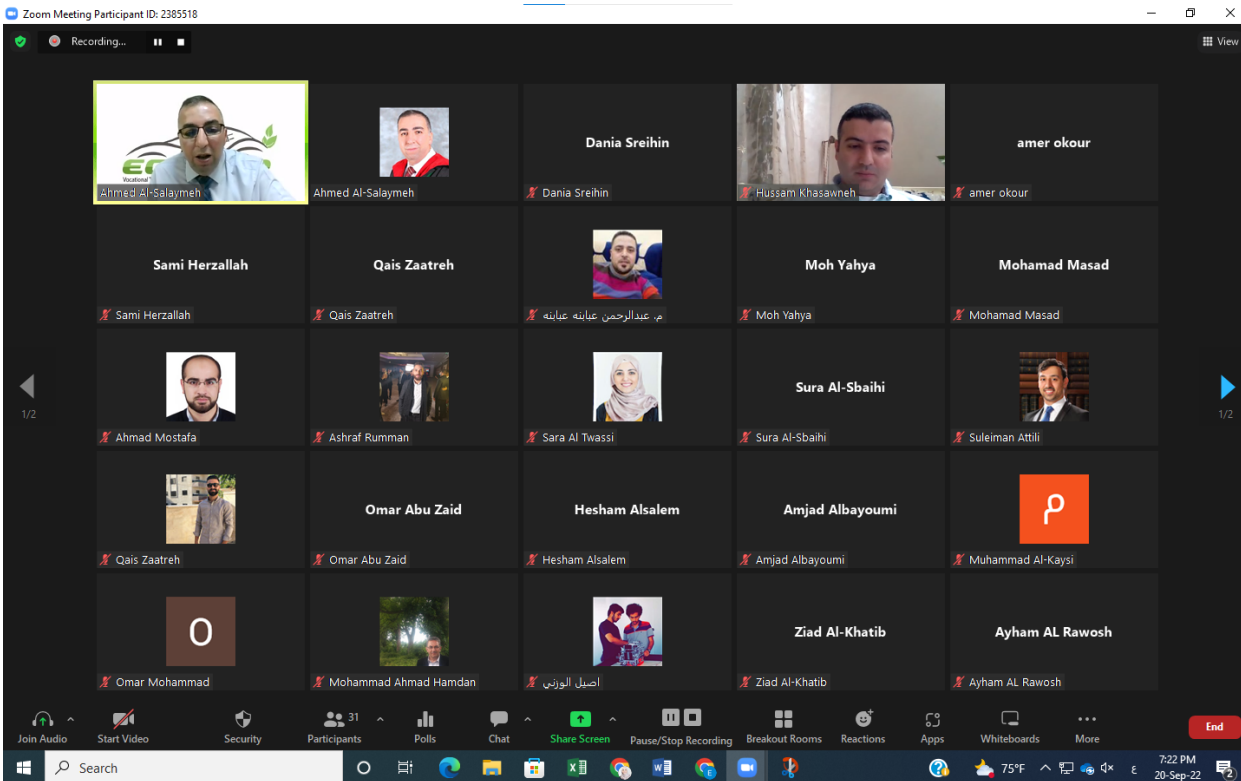 Zoom Meeting Participant ID: 2385518
Recording...
View
Vocational
Ahmed Al-Salaymeh
Ahmed Al-Salaymeh
Dania Sreihin
Dania Sreihin
Hussam Khasawneh
amer okour
amer okour
Sami Herzallah
Sami Herzallah
Qais Zaatreh
Qais Zaatreh
م. عبدالرحمن عبابنه عبابنه
Moh Yahya
Moh Yahya
Mohamad Masad
Mohamad Masad
Ahmad Mostafa
Ashraf Rumman
Sara Al Twassi
Sura Al-Sbaihi
Sura Al-Sbaihi
Suleiman Attili
Qais Zaatreh
Omar Abu Zaid
Omar Abu Zaid
Hesham Alsalem
Hesham Alsalem
Amjad Albayoumi
Amjad Albayoumi
م
Muhammad Al-Kaysi
O
Omar Mohammad
Mohammad Ahmad Hamdan
اصيل الوزني
Ziad Al-Khatib
Ziad Al-Khatib
Ayham AL Rawosh
Ayham AL Rawosh
1/2
1/2
Join Audio
Start Video
Security
31
Participants
Polls
Chat
Share Screen
Pause/Stop Recording
Breakout Rooms
Reactions
Apps
Whiteboards
More
End
Search
75°F
ع
7:22 PM
20-Sep-22
2